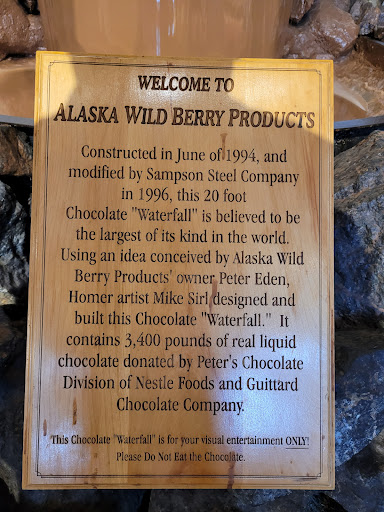 WELCOME TO
ALASKA WILD BERRY PRODUCTS
Constructed in June of 1994, and
modified by Sampson Steel Company
in 1996, this 20 foot
Chocolate "Waterfall" is believed to be
the largest of its kind in the world.
Using an idea conceived by Alaska Wild
Berry Products' owner Peter Eden,
Homer artist Mike Sirl designed and
built this Chocolate "Waterfall." It
contains 3,400 pounds of real liquid
chocolate donated by Peter's Chocolate
Division of Nestle Foods and Guittard
Chocolate Company.
This Chocolate "Waterfall" is for your visual entertainment ONLY!
Please Do Not Eat the Chocolate.